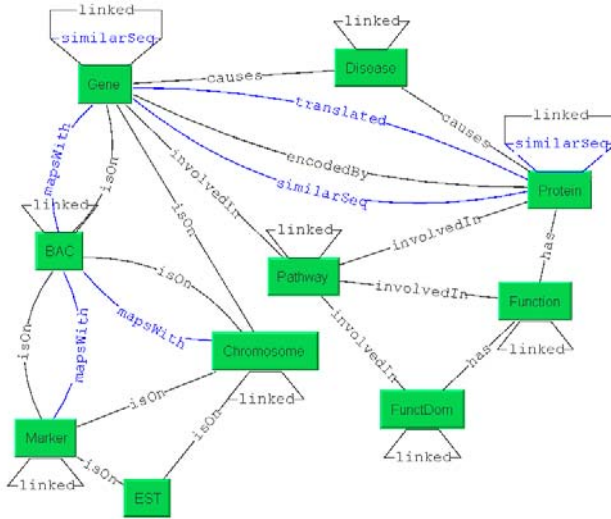 linked
similarSeq
Gene
linked
Disease
causes
translated
causes
linked
similarSeq
Protein
encodedBy
similarSeq
mapsWith
isOn
involvedIn
isOn
linked
BAC
linked
Pathway
involvedIn
has
involvedIn
Function
linked
isOn
mapsWith
isOn
mapsWith
Chromosome
linked
involvedIn
has
FunctDom
linked
isOn
isOn
Marker
linked
isOn
EST